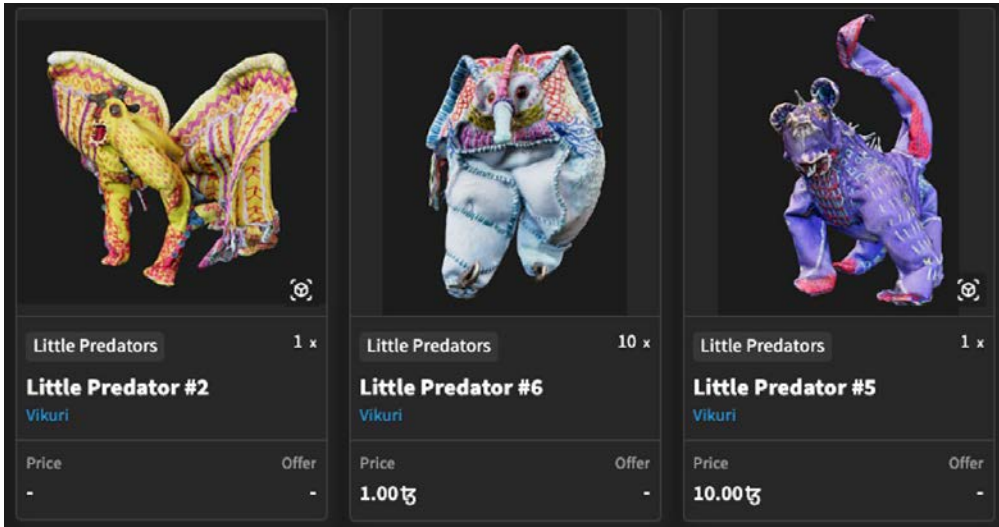 Little Predators 1 x
Little Predator #2
Vikuri
Price Offer
- -
Little Predators 10 x
Little Predator #6
Vikuri
Price Offer
1.00ꜩ -
Little Predators 1 x
Little Predator #5
Vikuri
Price Offer
10.00ꜩ -